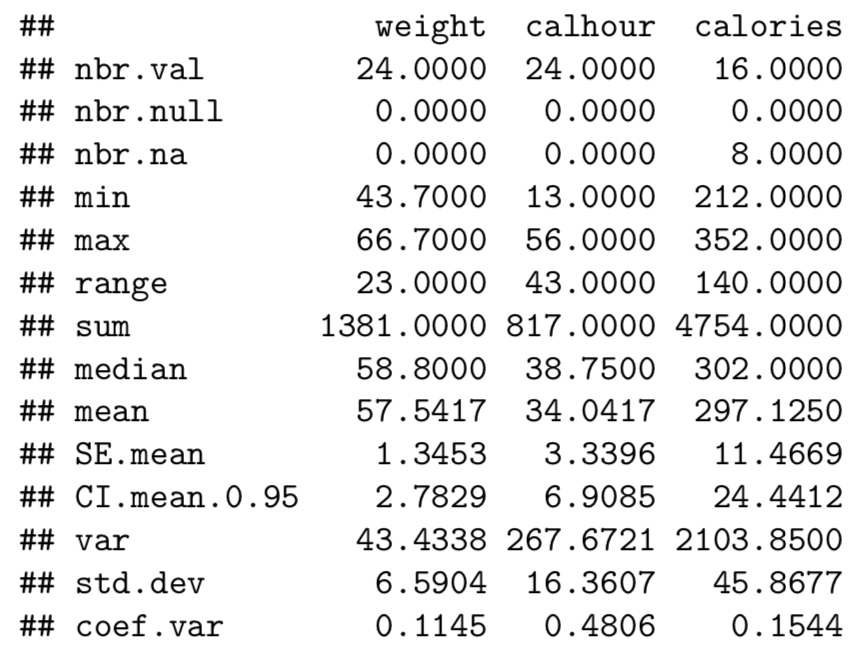 ##                weight calhour calories
## nbr.val       24.0000 24.0000 16.0000
## nbr.null       0.0000 0.0000 0.0000
## nbr.na         0.0000 0.0000 8.0000
## min           43.7000 13.0000 212.0000
## max           66.7000 56.0000 352.0000
## range         23.0000 43.0000 140.0000
## sum         1381.0000 817.0000 4754.0000
## median        58.8000 38.7500 302.0000
## mean          57.5417 34.0417 297.1250
## SE.mean        1.3453 3.3396 11.4669
## CI.mean.0.95   2.7829 6.9085 24.4412
## var           43.4338 267.6721 2103.8500
## std.dev        6.5904 16.3607 45.8677
## coef.var       0.1145 0.4806 0.1544